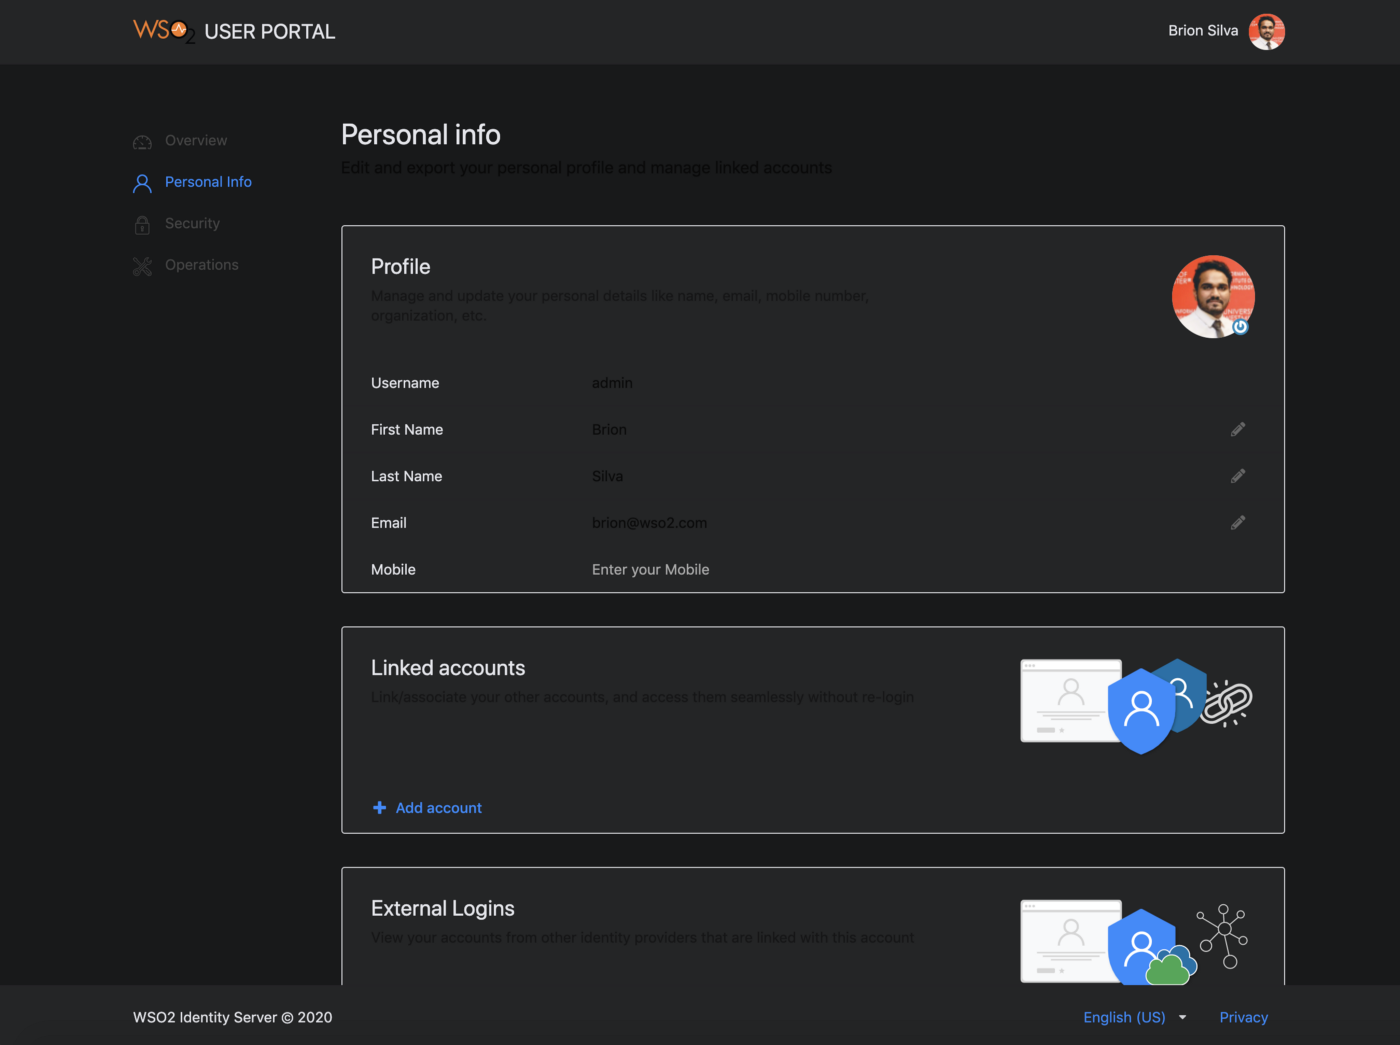 WSO2 USER PORTAL
Brion Silva
Overview
Personal Info
Security
Operations
Personal info
Edit and export your personal profile and manage linked accounts
Profile
Manage and update your personal details like name, email, mobile number,
organization, etc.
Username admin
First Name Brion
Last Name Silva
Email brion@wso2.com
Mobile Enter your Mobile
Linked accounts
Link/associate your other accounts, and access them seamlessly without re-login
Add account
External Logins
View your accounts from other identity providers that are linked with this account
WSO2 Identity Server © 2020
English (US)
Privacy